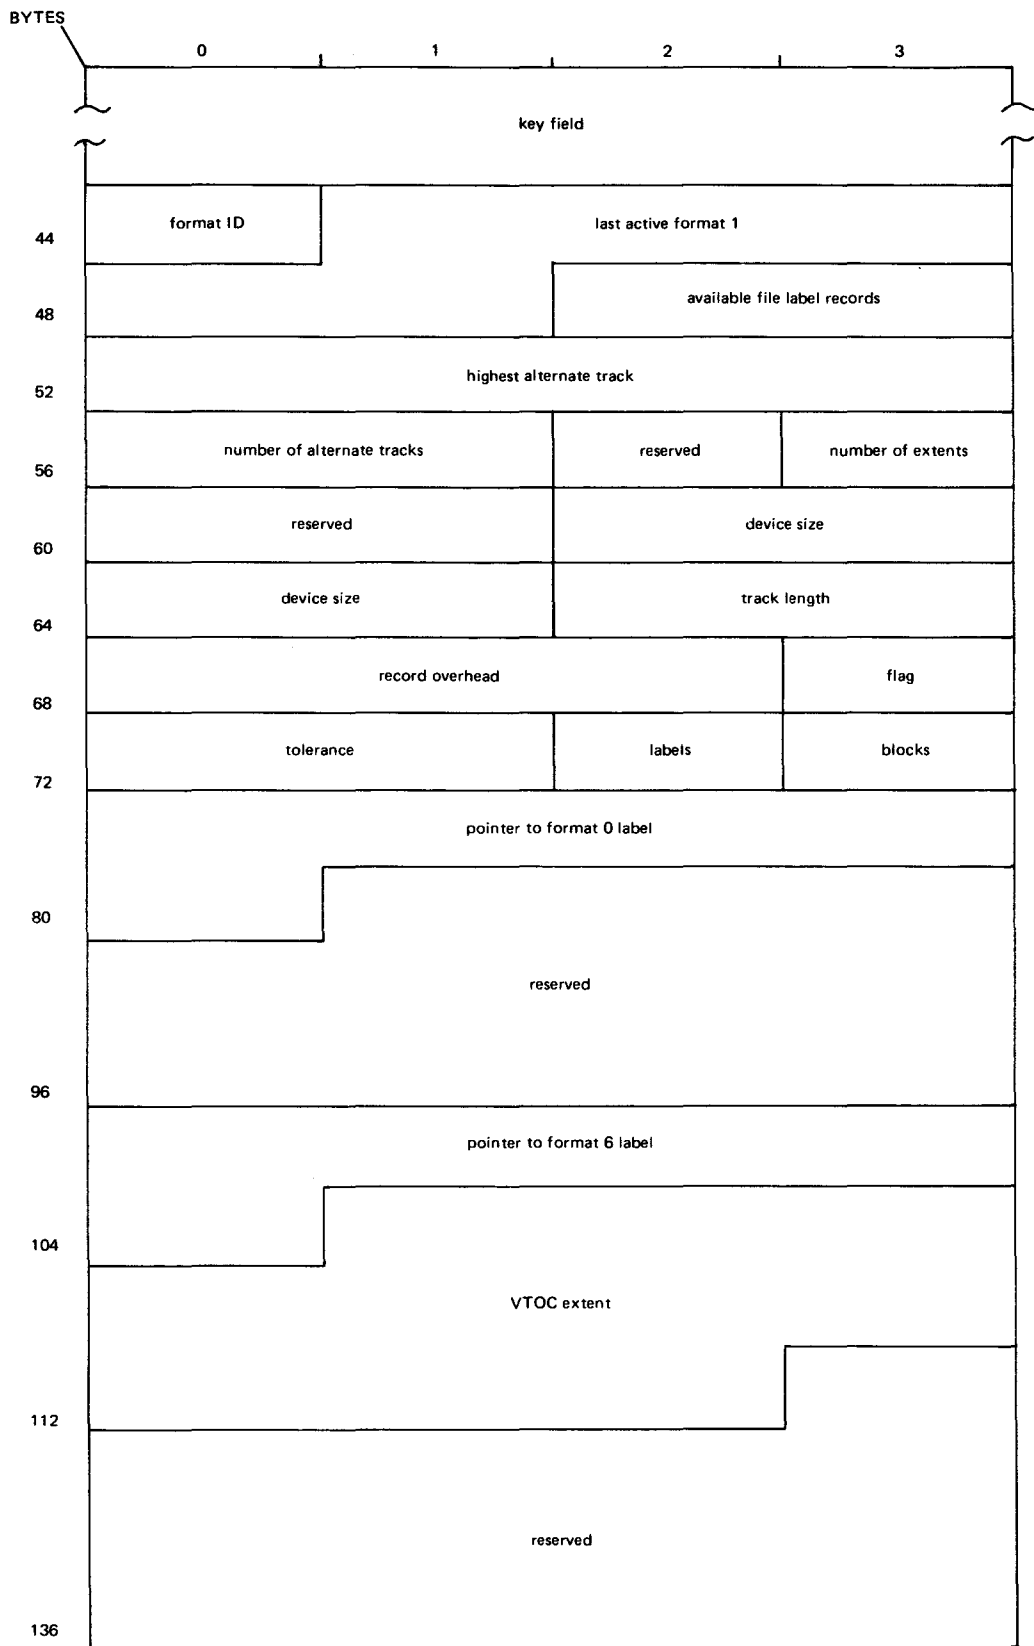 BYTES
0 1 2 3
key field
format ID last active format 1
44
available file label records
48
highest alternate track
52
number of alternate tracks reserved number of extents
56
reserved device size
60
device size track length
64
record overhead flag
68
tolerance labels blocks
72
pointer to format 0 label
80
reserved
96
pointer to format 6 label
104
VTOC extent
112
reserved
136